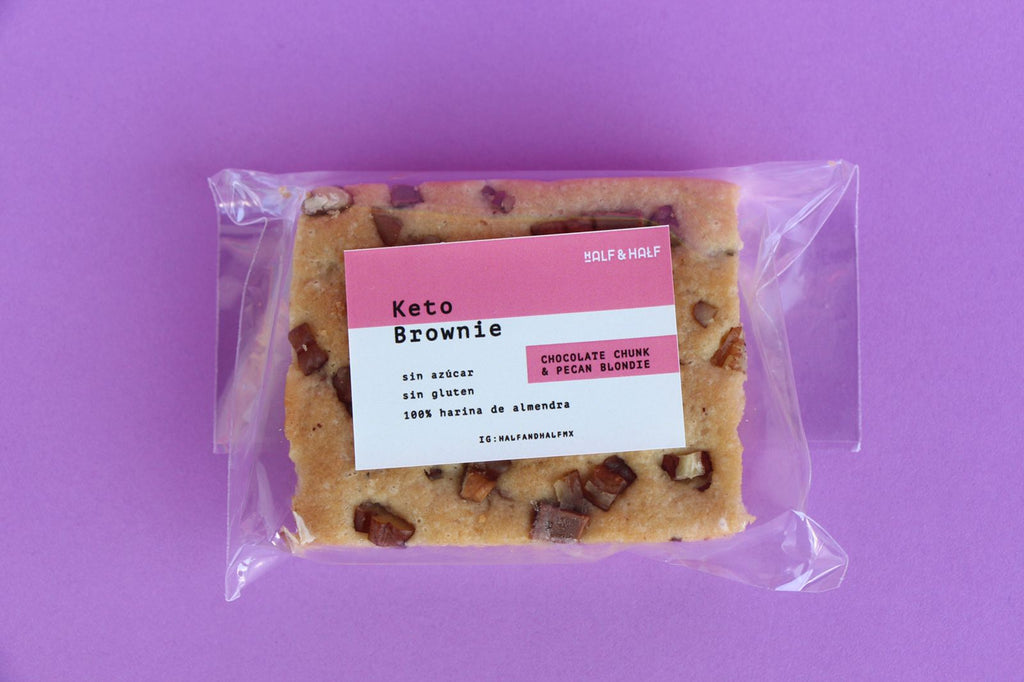 HALF & HALF
Keto
Brownie
CHOCOLATE CHUNK
& PECAN BLONDIE
sin azúcar
sin gluten
100% harina de almendra
IG:HALFANDHALFMX